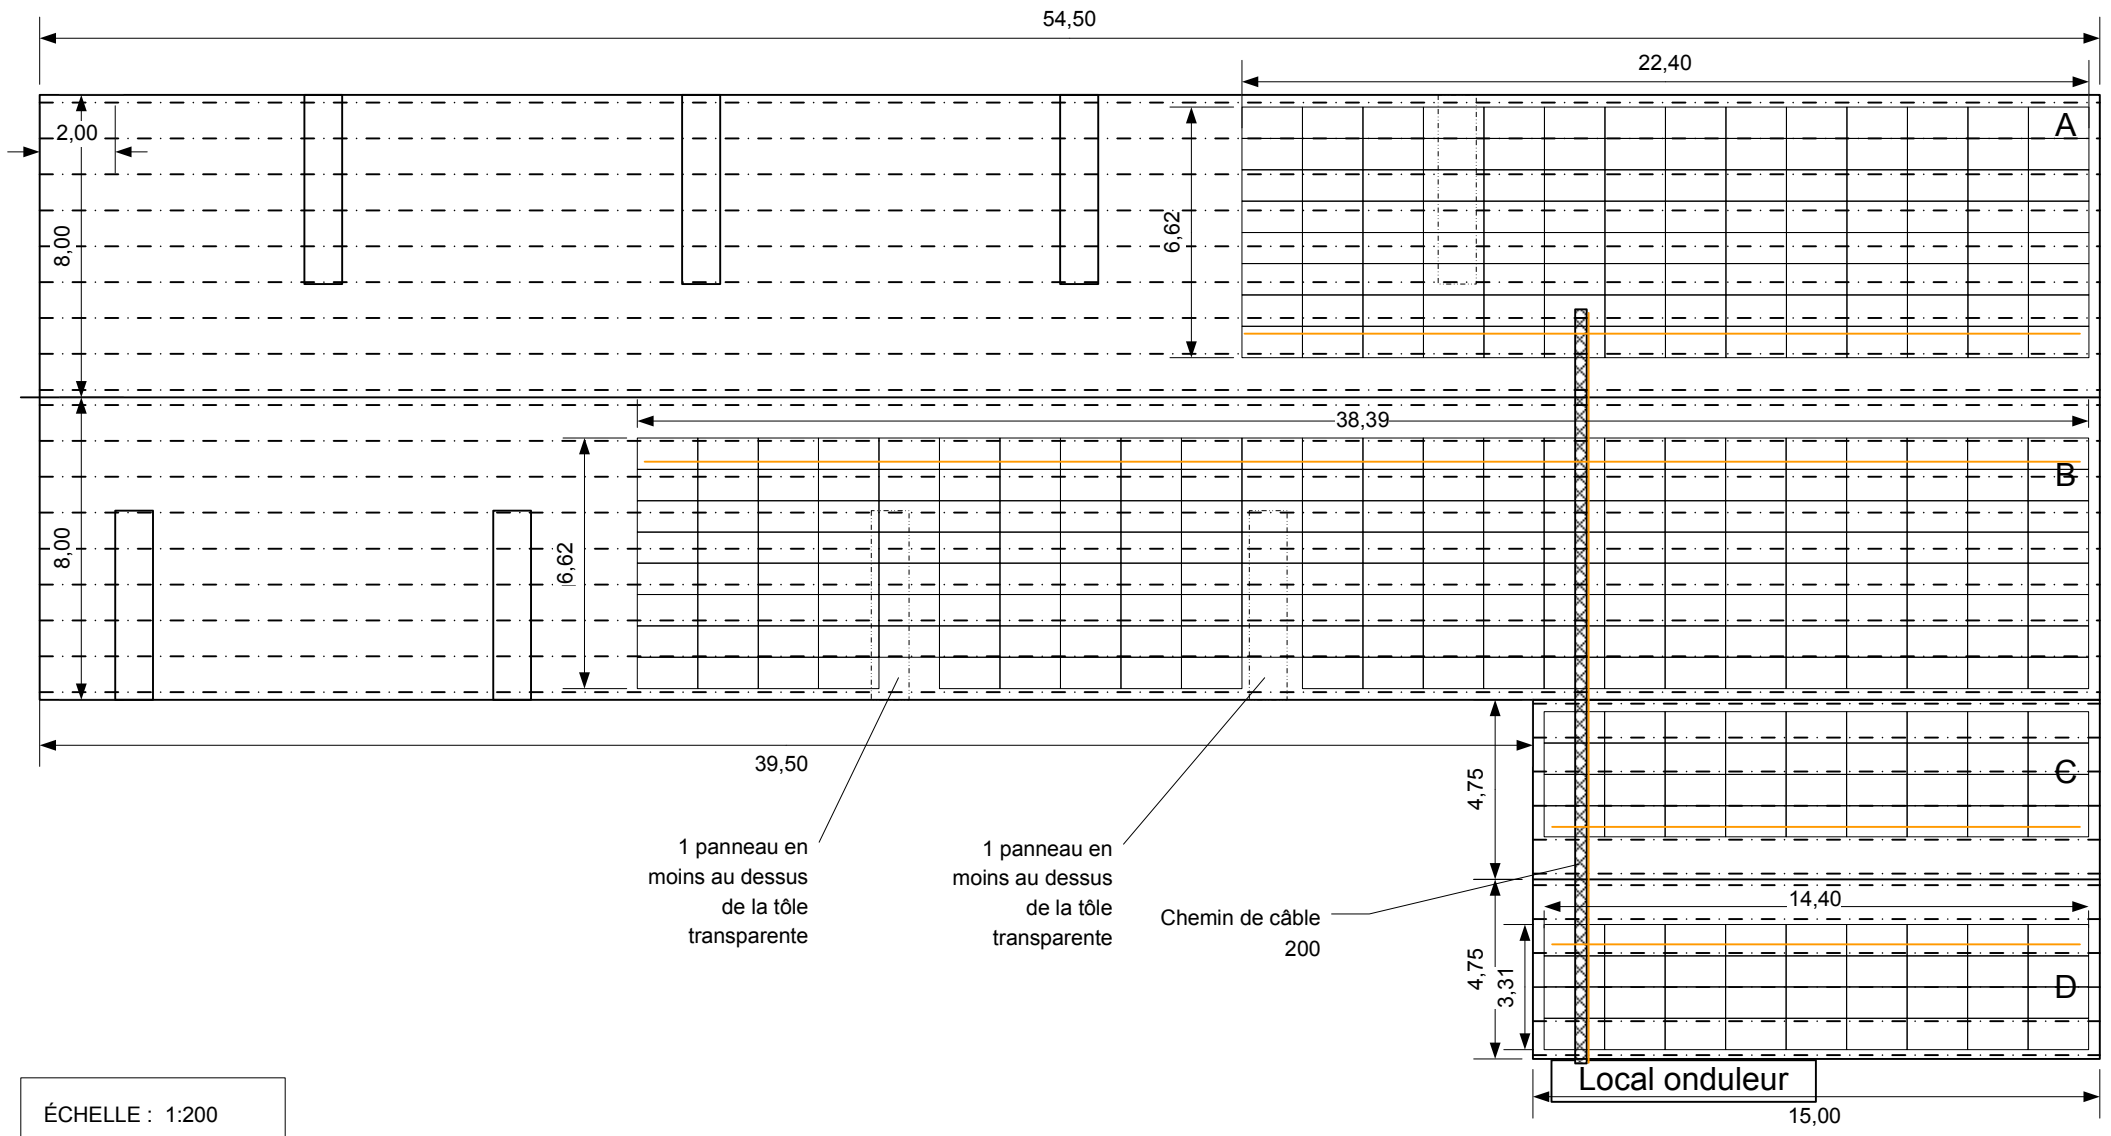 54,50
22,40
2,00
A
8,00
6,62
38,39
B
8,00
6,62
39,50
4,75
C
1 panneau en
moins au dessus
de la tôle
transparente
1 panneau en
moins au dessus
de la tôle
transparente
Chemin de câble
200
14,40
4,75
3,31
D
Local onduleur
15,00
ÉCHELLE : 1:200